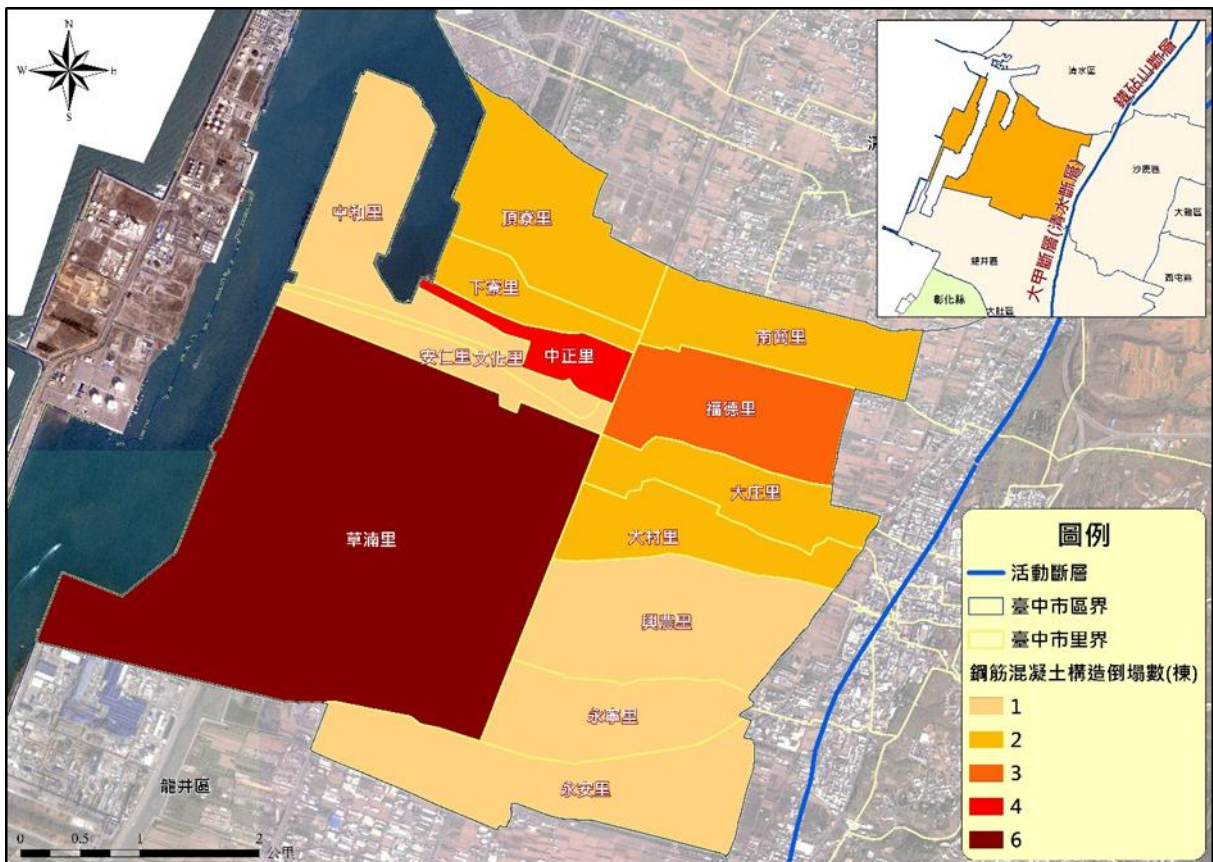 N
W
E
S
中和里
頂寮里
下寮里
南簡里
安仁里
文化里
中正里
福德里
大庄里
大村里
草湳里
興農里
永寧里
永安里
龍井區
0 0.5 1 2
公里
清水區
鐵砧山斷層
沙鹿區
大甲斷層(清水斷層)
大雅區
龍井區
西屯區
彰化縣
大肚區
圖例
活動斷層
臺中市區界
臺中市里界
鋼筋混凝土構造倒塌數(棟)
1
2
3
4
6